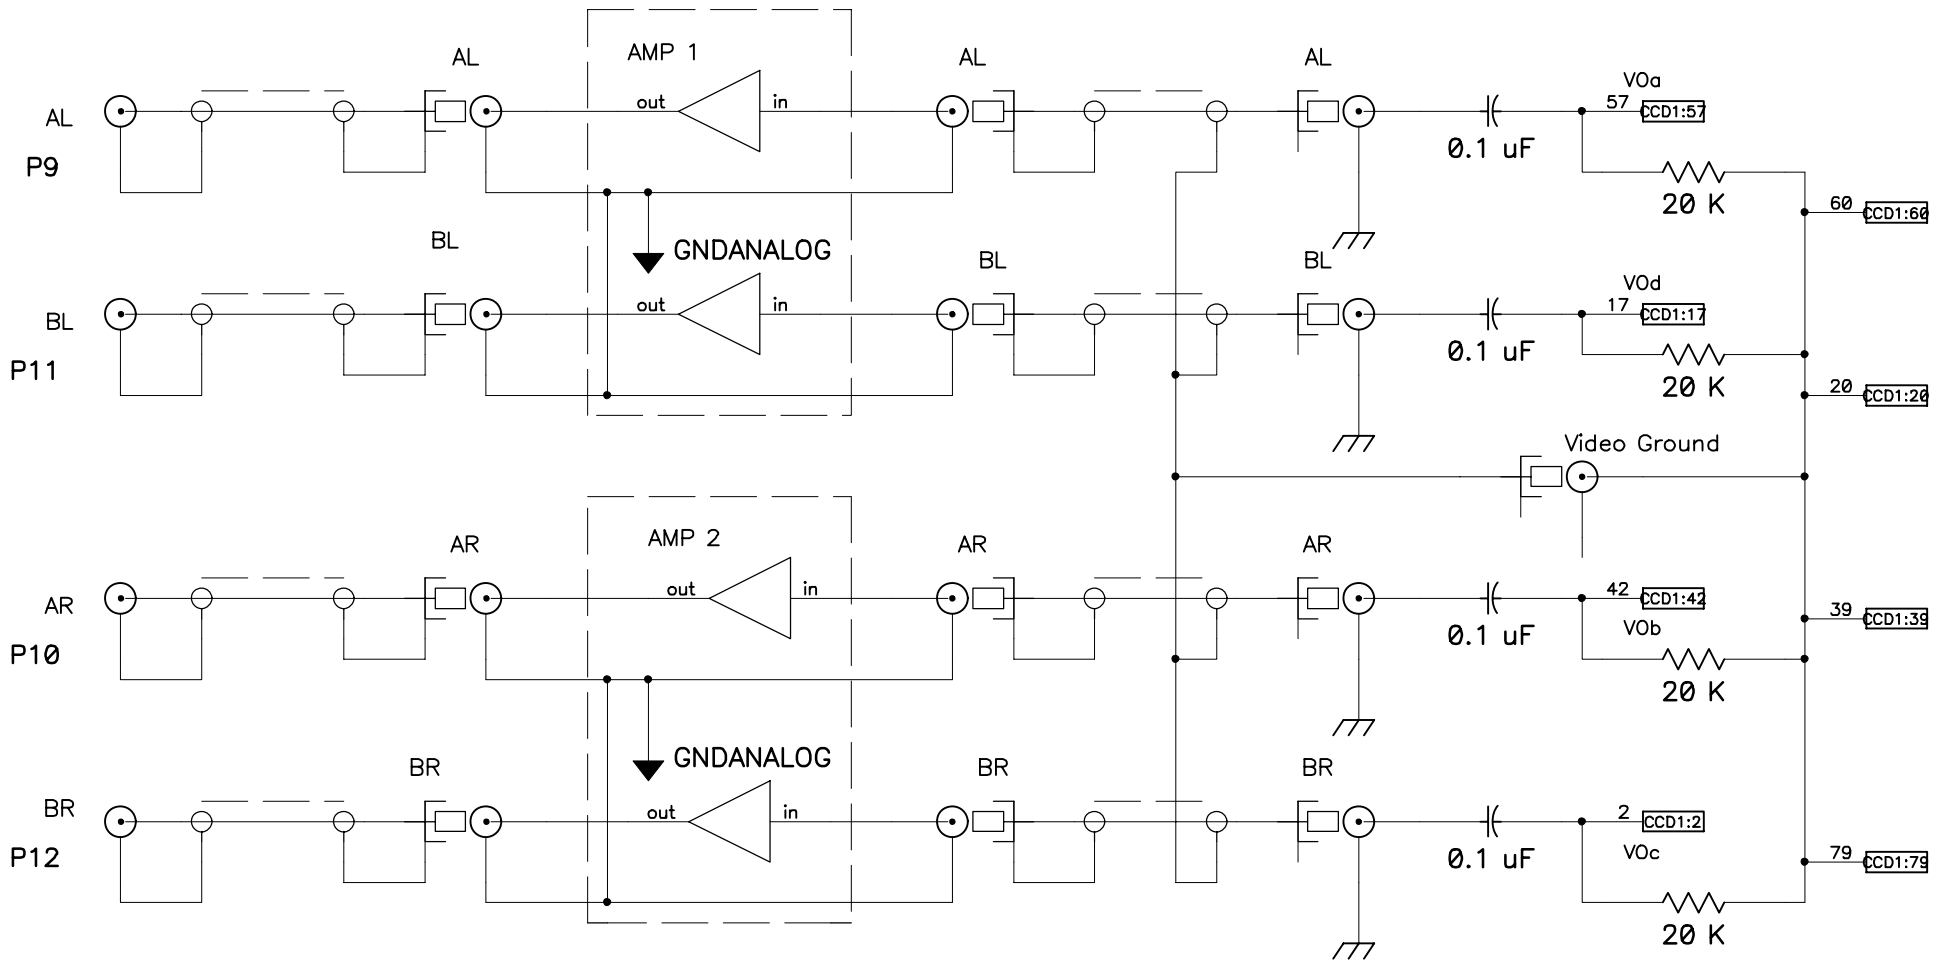 AL
P9
AL
AMP 1
out
in
AL
AL
0.1 uF
VOa
57 CCD1:57
20 K
60 CCD1:60
BL
P11
BL
GNDANALOG
out
in
BL
BL
0.1 uF
VOd
17 CCD1:17
20 K
20 CCD1:20
Video Ground
AR
P10
AR
AMP 2
out
in
AR
AR
0.1 uF
42 CCD1:42
VOb
20 K
39 CCD1:39
BR
P12
BR
GNDANALOG
out
in
BR
BR
0.1 uF
2 CCD1:2
VOc
20 K
79 CCD1:79